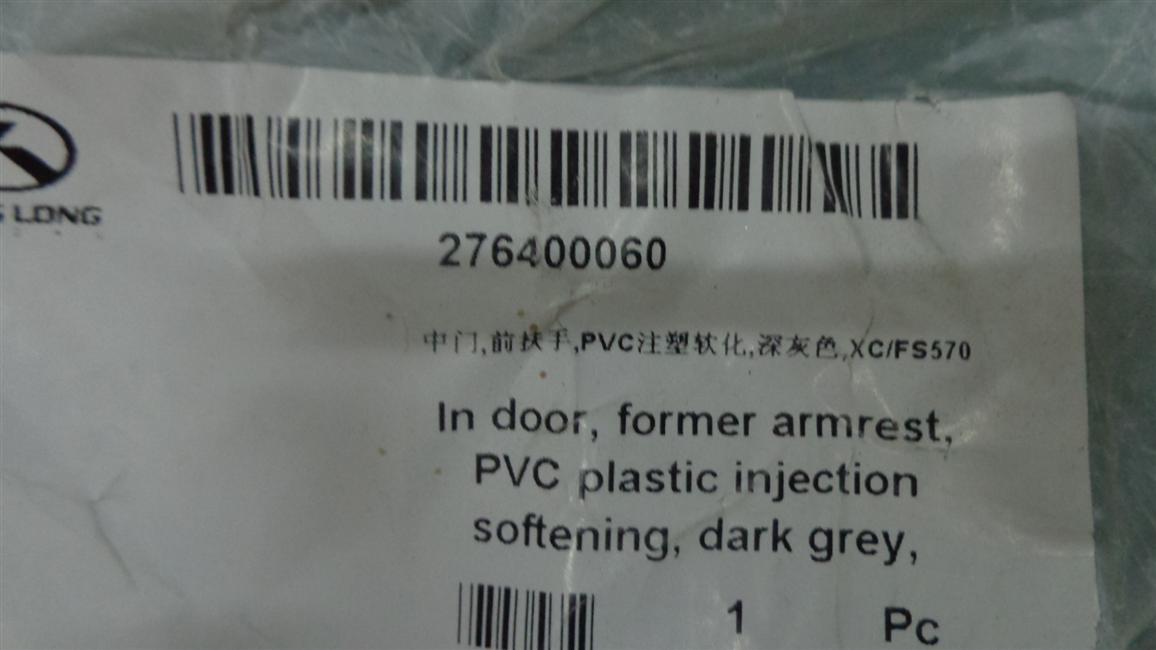 LONG
276400060
中门,前扶手,PVC注塑软化,深灰色,XC/FS570
In door, former armrest,
PVC plastic injection
softening, dark grey,
1 Pc